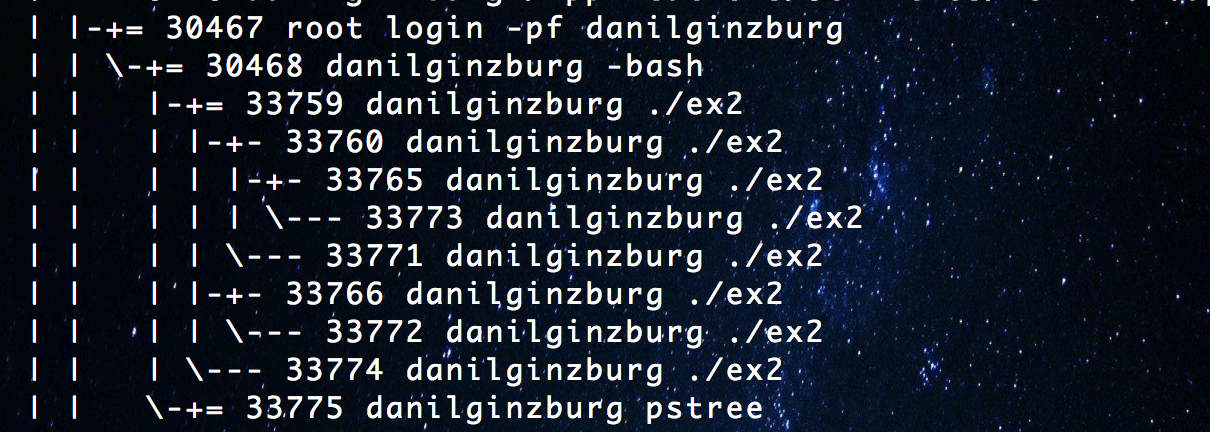 | |-+= 30467 root login -pf danilginzburg
| | \-+= 30468 danilginzburg -bash
| |   |-+= 33759 danilginzburg ./ex2
| |   | |-+- 33760 danilginzburg ./ex2
| |   | | |-+- 33765 danilginzburg ./ex2
| |   | | | \--- 33773 danilginzburg ./ex2
| |   | | \--- 33771 danilginzburg ./ex2
| |   | |-+- 33766 danilginzburg ./ex2
| |   | | \--- 33772 danilginzburg ./ex2
| |   | \--- 33774 danilginzburg ./ex2
| |   \-+= 33775 danilginzburg pstree